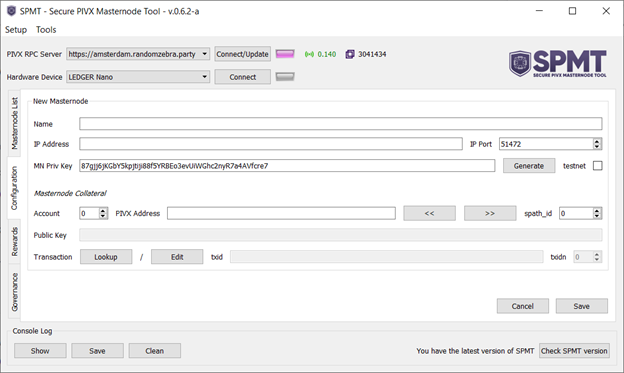 SPMT - Secure PIVX Masternode Tool - v.0.6.2-a
Setup Tools
PIVX RPC Server https://amsterdam.randomzebra.party Connect/Update 0.140 3041434
Hardware Device LEDGER Nano Connect
SPMT
SECURE PIVX MASTERNODE TOOL
Masternode List
Configuration
Rewards
Governance
New Masternode
Name
IP Address IP Port 51472
MN Priv Key 87gjj6jKGbY5kpjtiji88f5YRBEo3evUiWGhc2nyR7a4AVfcre7 Generate testnet
Masternode Collateral
Account 0 PIVX Address << >> spath_id 0
Public Key
Transaction Lookup / Edit txid txidn 0
Cancel Save
Console Log
Show Save Clean You have the latest version of SPMT Check SPMT version